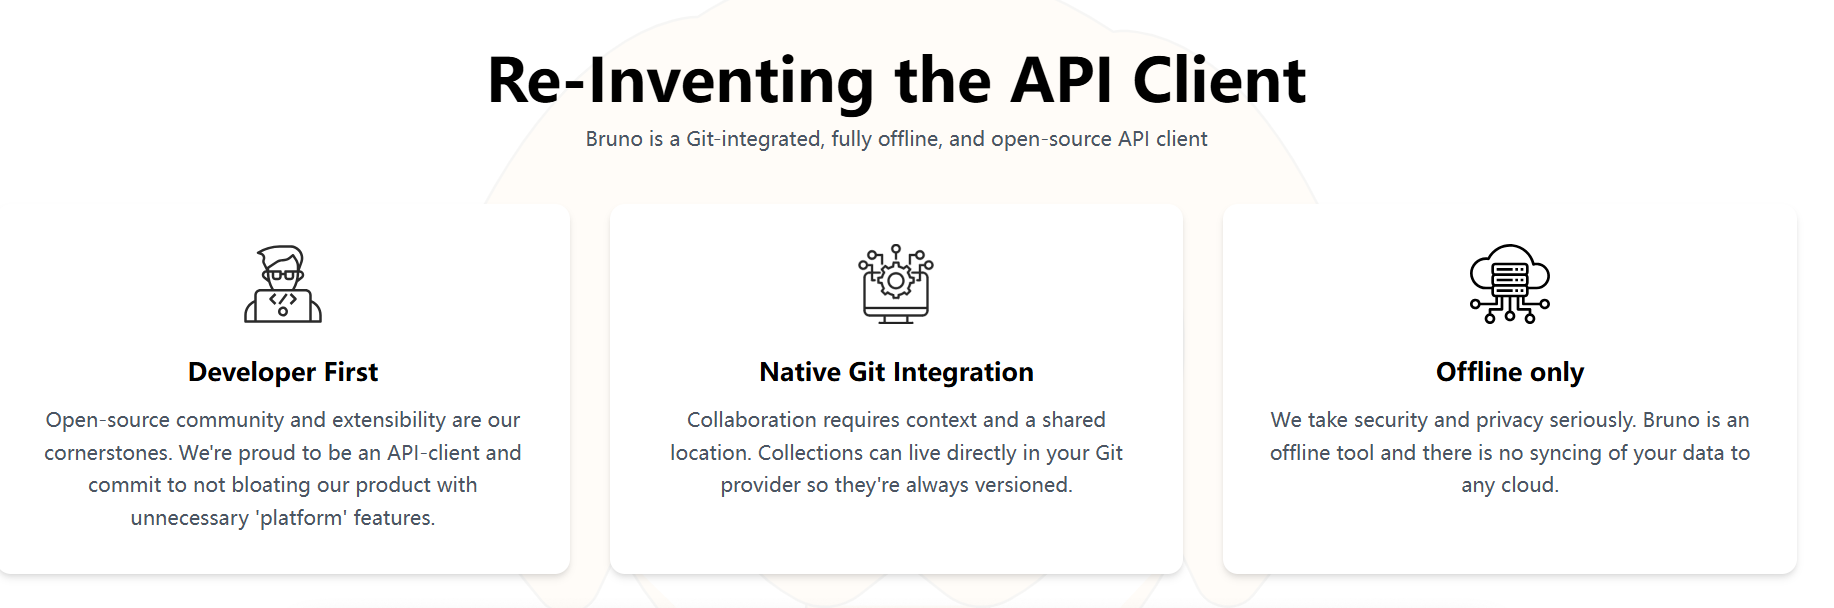 Re-Inventing the API Client
Bruno is a Git-integrated, fully offline, and open-source API client
Developer First
Open-source community and extensibility are our
cornerstones. We're proud to be an API-client and
commit to not bloating our product with
unnecessary 'platform' features.
Native Git Integration
Collaboration requires context and a shared
location. Collections can live directly in your Git
provider so they're always versioned.
Offline only
We take security and privacy seriously. Bruno is an
offline tool and there is no syncing of your data to
any cloud.